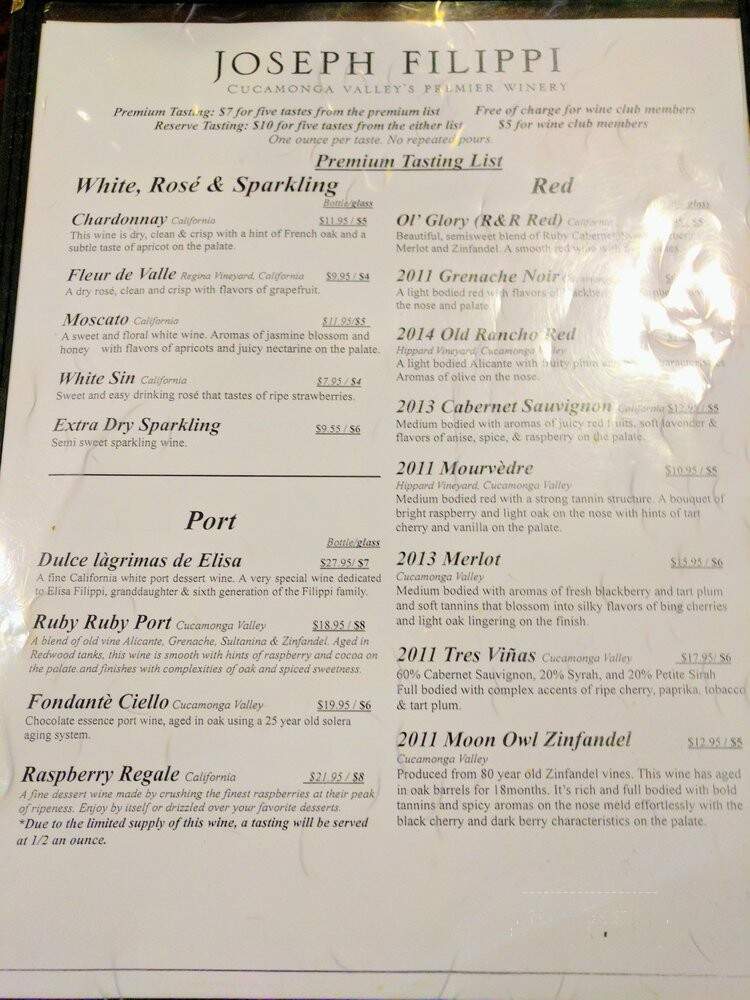 JOSEPH FILIPPI
CUCAMONGA VALLEY'S PREMIER WINERY
Premium Tasting: $7 for five tastes from the premium list Free of charge for wine club members
Reserve Tasting: $10 for five tastes from the either list $5 for wine club members
One ounce per taste. No repeated pours.
Premium Tasting List
White, Rosé & Sparkling
Bottle/glass
Chardonnay California $11.95 / $5
This wine is dry, clean & crisp with a hint of French oak and a
subtle taste of apricot on the palate.
Fleur de Valle Regina Vineyard, California $9.95 / $4
A dry rosé, clean and crisp with flavors of grapefruit.
Moscato California $11.95/$5
A sweet and floral white wine. Aromas of jasmine blossom and
honey with flavors of apricots and juicy nectarine on the palate.
White Sin California $7.95 / $4
Sweet and easy drinking rosé that tastes of ripe strawberries.
Extra Dry Sparkling $9.55 / $6
Semi sweet sparkling wine.
Port
Bottle/glass
Dulce làgrimas de Elisa $27.95/ $7
A fine California white port dessert wine. A very special wine dedicated
to Elisa Filippi, granddaughter & sixth generation of the Filippi family.
Ruby Ruby Port Cucamonga Valley $18.95 / $8
A blend of old vine Alicante, Grenache, Sultanina & Zinfandel. Aged in
Redwood tanks, this wine is smooth with hints of raspberry and cocoa on
the palate.and finishes with complexities of oak and spiced sweetness.
Fondantè Ciello Cucamonga Valley $19.95 / $6
Chocolate essence port wine, aged in oak using a 25 year old solera
aging system.
Raspberry Regale California $21.95 / $8
A fine dessert wine made by crushing the finest raspberries at their peak
of ripeness. Enjoy by itself or drizzled over your favorite desserts.
*Due to the limited supply of this wine, a tasting will be served
at 1/2 an ounce.
Red
glass
Ol' Glory (R&R Red) California $5
Beautiful, semisweet blend of Ruby Cabernet
Merlot and Zinfandel. A smooth red wine with
2011 Grenache Noir
A light bodied red with flavors of
the nose and palate
2014 Old Rancho Red
Hippard Vineyard, Cucamonga Valley
A light bodied Alicante with fruity plum
Aromas of olive on the nose.
2013 Cabernet Sauvignon California $12.95 / $5
Medium bodied with aromas of juicy red fruits, soft lavender &
flavors of anise, spice, & raspberry on the palate.
2011 Mourvèdre $10.95 / $5
Hippard Vineyard, Cucamonga Valley
Medium bodied red with a strong tannin structure. A bouquet of
bright raspberry and light oak on the nose with hints of tart
cherry and vanilla on the palate.
2013 Merlot $15.95 / $6
Cucamonga Valley
Medium bodied with aromas of fresh blackberry and tart plum
and soft tannins that blossom into silky flavors of bing cherries
and light oak lingering on the finish.
2011 Tres Viñas Cucamonga Valley $17.95/ $6
60% Cabernet Sauvignon, 20% Syrah, and 20% Petite Sirah
Full bodied with complex accents of ripe cherry, paprika, tobacco
& tart plum.
2011 Moon Owl Zinfandel $12.95 / $5
Cucamonga Valley
Produced from 80 year old Zinfandel vines. This wine has aged
in oak barrels for 18months. It's rich and full bodied with bold
tannins and spicy aromas on the nose meld effortlessly with the
black cherry and dark berry characteristics on the palate.